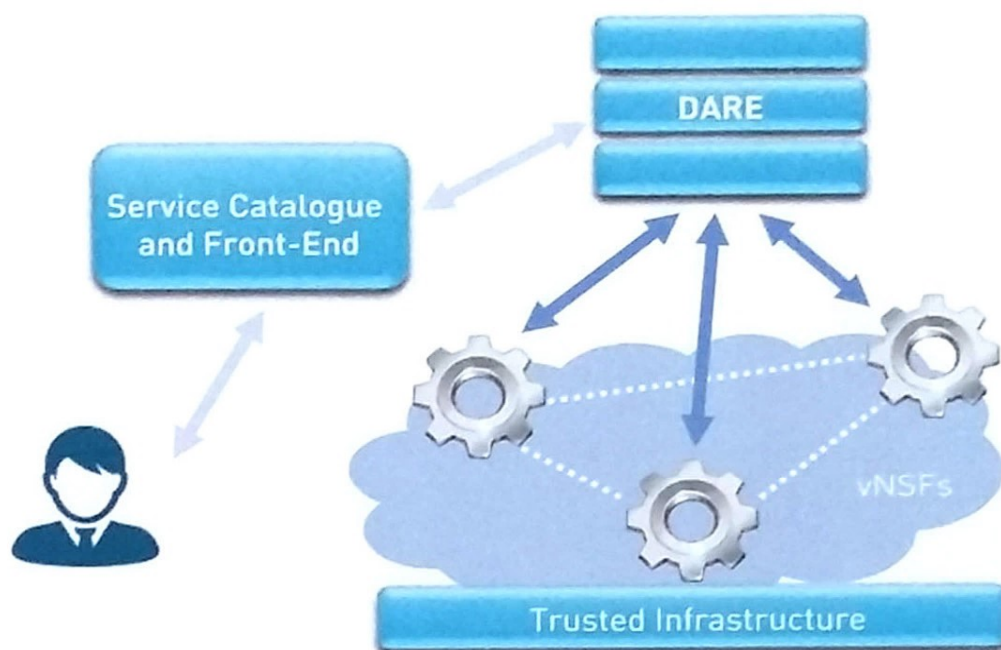 DARE
Service Catalogue
and Front-End
vNSFs
Trusted Infrastructure